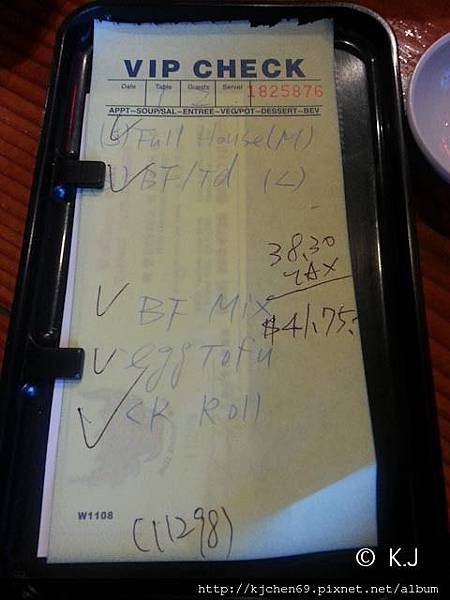 VIP CHECK
Date Table Guests Server 1825876
APPT-SOUP/SAL-ENTREE-VEG/POT-DESSERT-BEV
Full House (M)
BF/Td (L)
38.30
TAX
BF Mix
$41.75
egg Tofu
CK Roll
W1108
(11298)
© K.J
http://kjchen69.pixnet.net/album